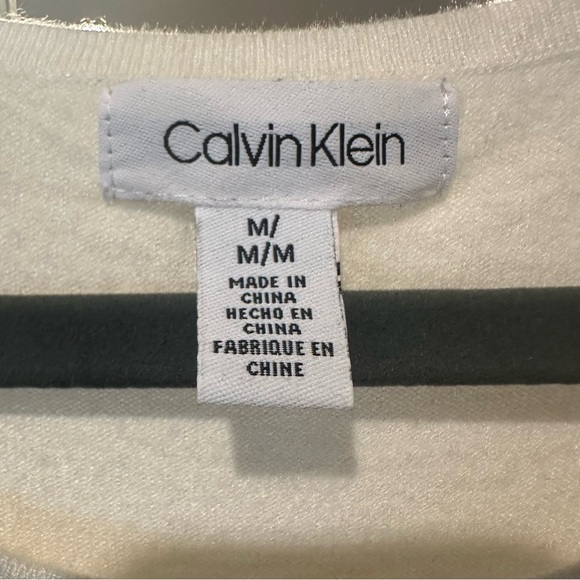 Calvin Klein
M/
M/M
MADE IN
CHINA
HECHO EN
CHINA
FABRIQUE EN
CHINE